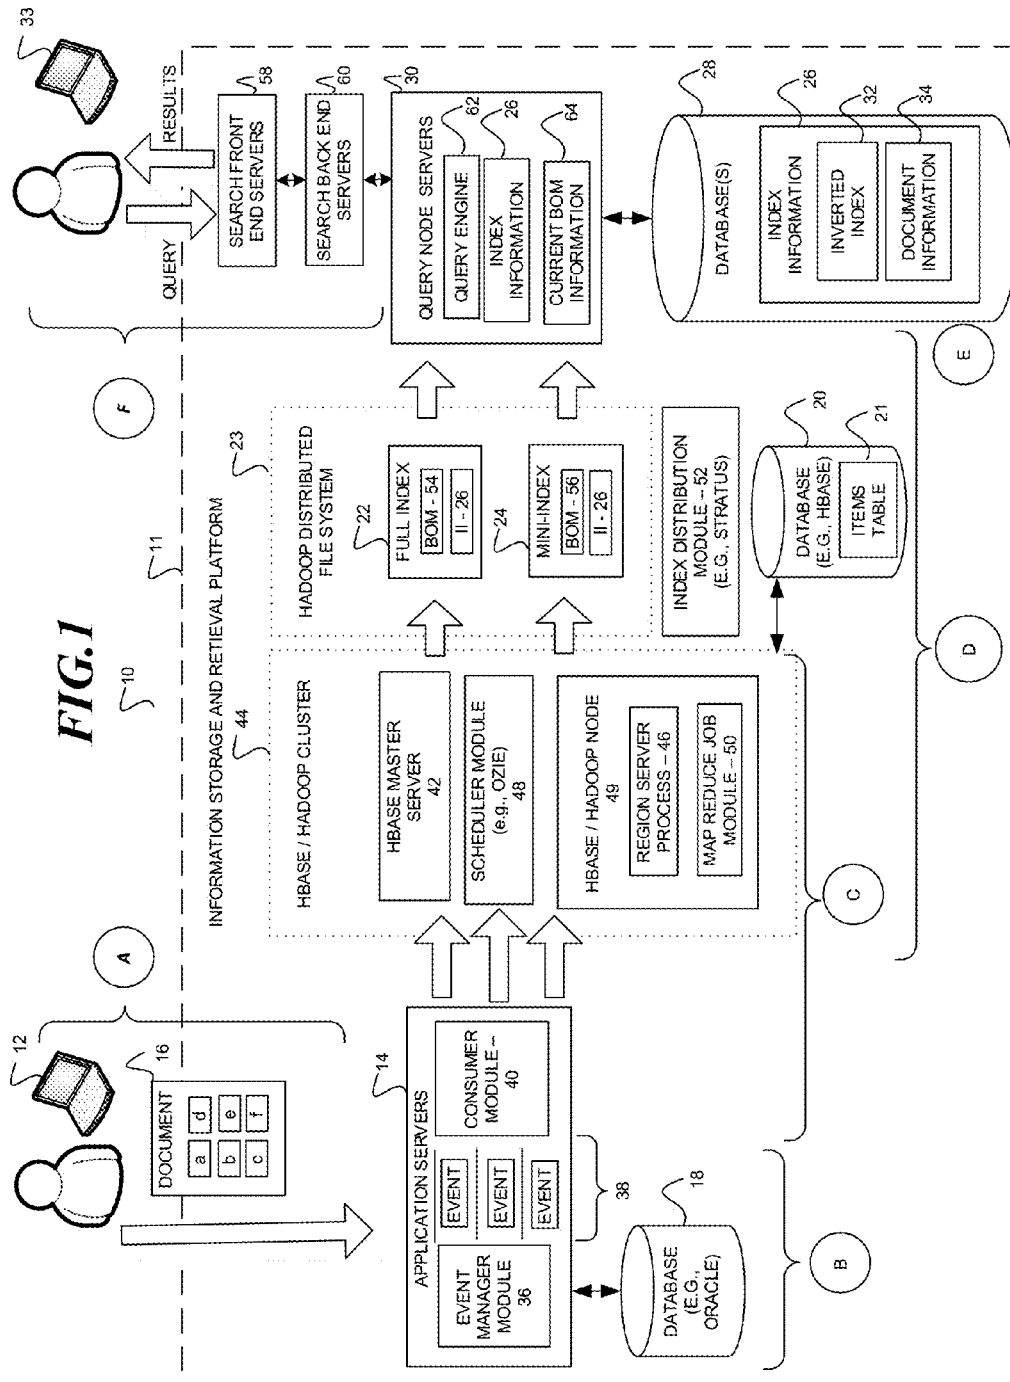 FIG.1
10
11
INFORMATION STORAGE AND RETRIEVAL PLATFORM
12
A
16
DOCUMENT
a
d
b
e
c
f
14
APPLICATION SERVERS
EVENT
MANAGER
MODULE
36
EVENT
EVENT
EVENT
38
CONSUMER
MODULE –
40
DATABASE
(E.G.,
ORACLE)
18
B
44
HBASE / HADOOP CLUSTER
HBASE MASTER
SERVER
42
SCHEDULER MODULE
(e.g., OZIE)
48
HBASE / HADOOP NODE
49
REGION SERVER
PROCESS – 46
MAP REDUCE JOB
MODULE – 50
C
23
HADOOP DISTRIBUTED
FILE SYSTEM
22
FULL INDEX
BOM - 54
II - 26
24
MINI-INDEX
BOM – 56
II - 26
INDEX DISTRIBUTION
MODULE – 52
(E.G., STRATUS)
DATABASE
(E.G., HBASE)
20
21
ITEMS
TABLE
D
F
33
QUERY
RESULTS
SEARCH FRONT
END SERVERS
58
SEARCH BACK END
SERVERS
60
30
QUERY NODE SERVERS
QUERY ENGINE
62
INDEX
INFORMATION
26
CURRENT BOM
INFORMATION
64
DATABASE(S)
28
INDEX
INFORMATION
26
INVERTED
INDEX
32
DOCUMENT
INFORMATION
34
E